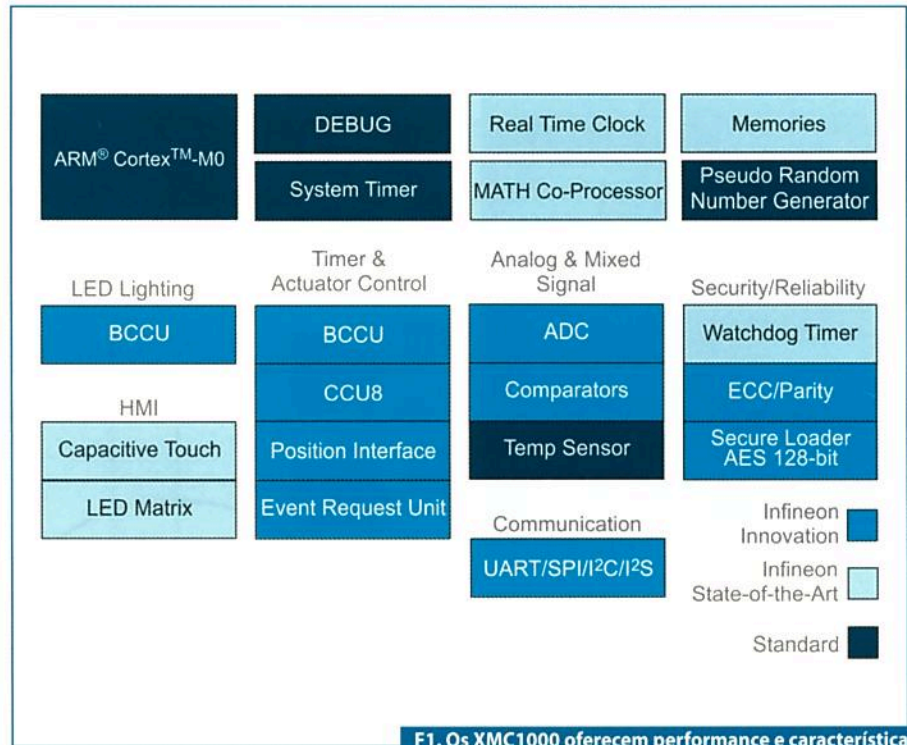 ARM® Cortex™-M0
DEBUG
Real Time Clock
Memories
System Timer
MATH Co-Processor
Pseudo Random
Number Generator
LED Lighting
BCCU
HMI
Capacitive Touch
LED Matrix
Timer &
Actuator Control
BCCU
CCU8
Position Interface
Event Request Unit
Analog & Mixed
Signal
ADC
Comparators
Temp Sensor
Communication
UART/SPI/I²C/I²S
Security/Reliability
Watchdog Timer
ECC/Parity
Secure Loader
AES 128-bit
Infineon
Innovation
Infineon
State-of-the-Art
Standard
F1. Os XMC1000 oferecem performance e característica